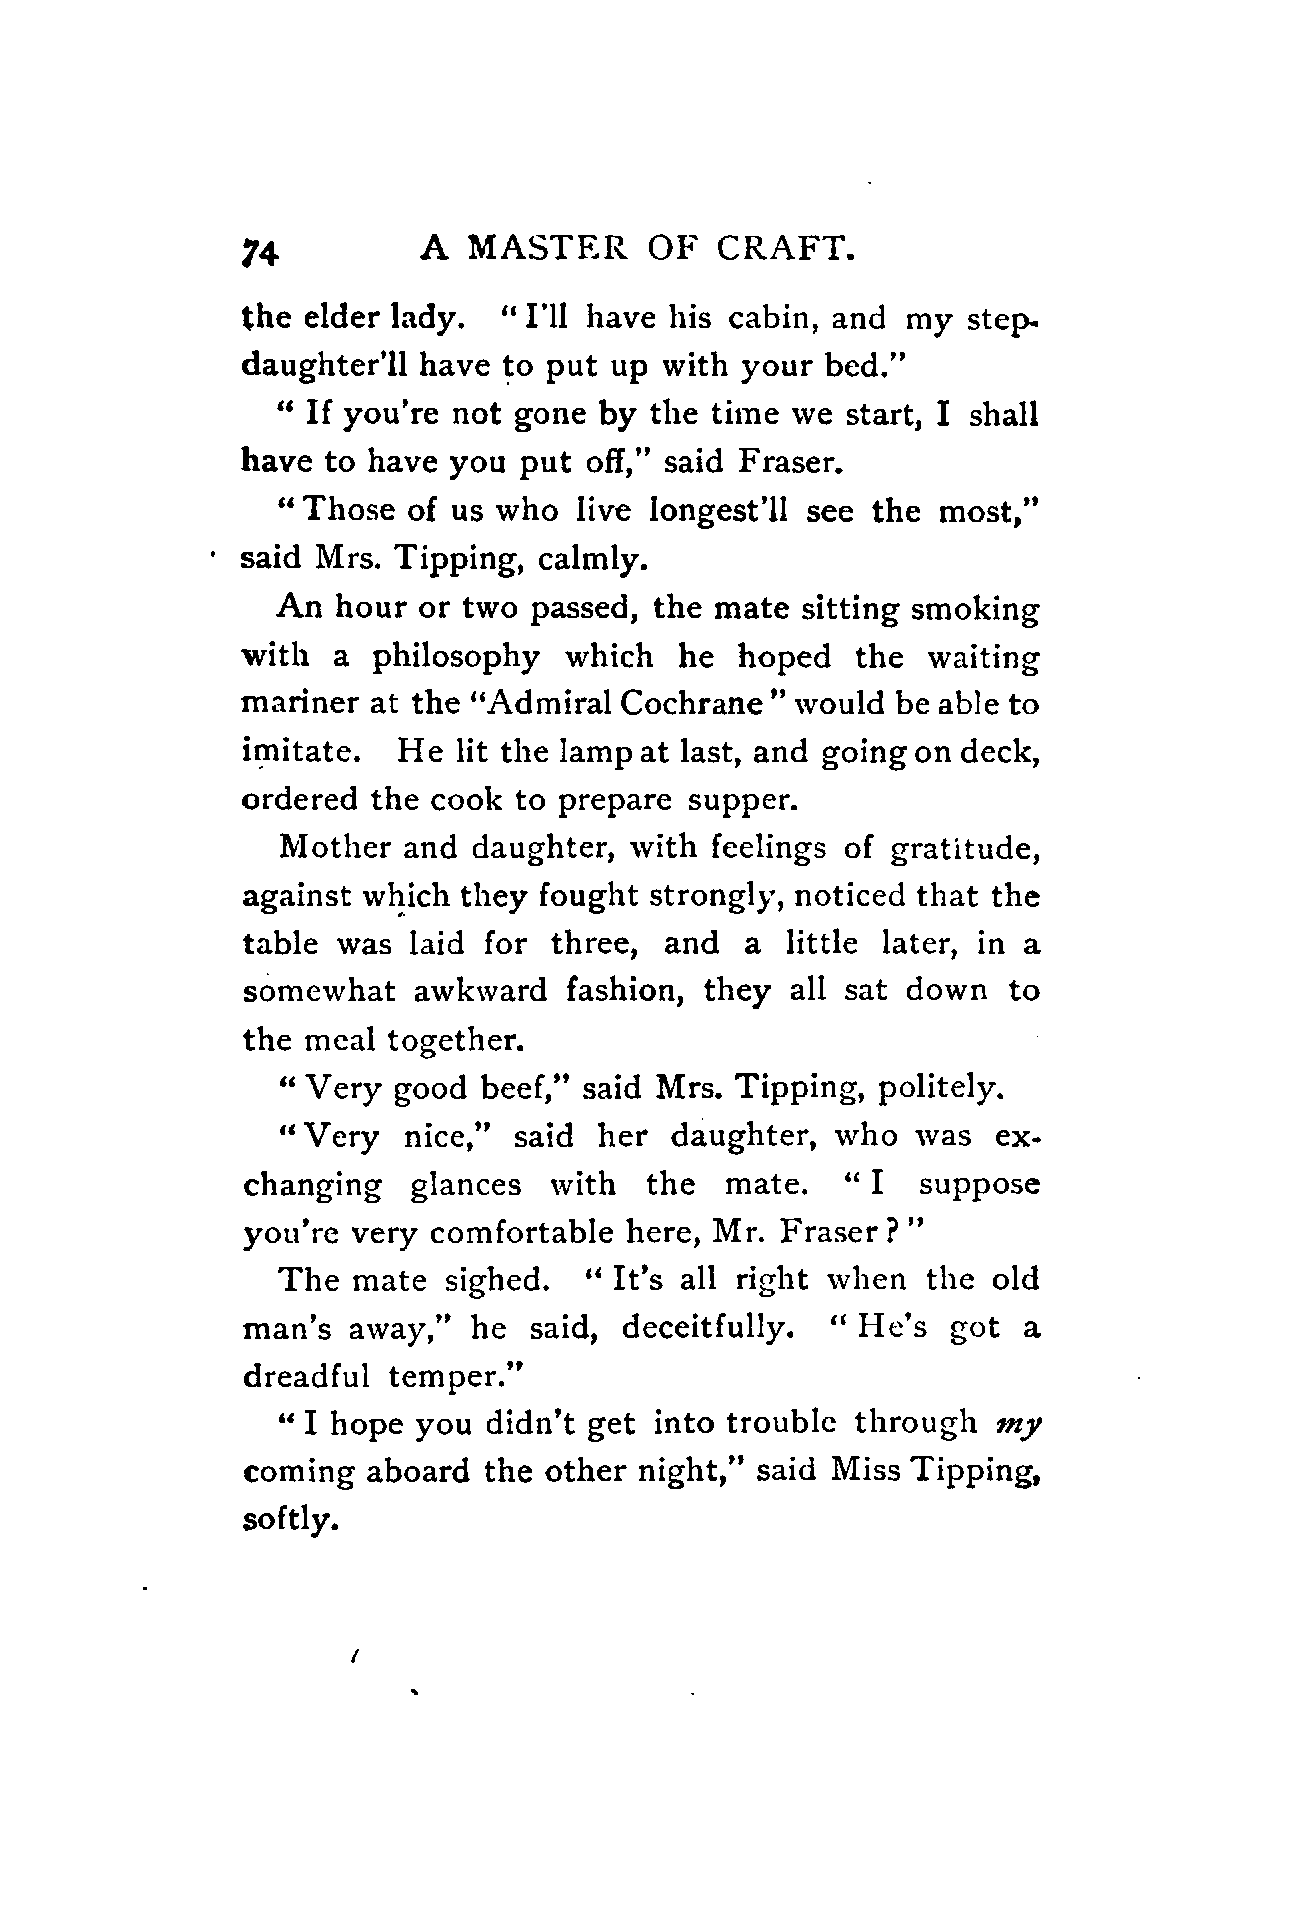 74 A MASTER OF CRAFT.
the elder lady. "I'll have his cabin, and my step-
daughter'll have to put up with your bed."
"If you're not gone by the time we start, I shall
have to have you put off," said Fraser.
"Those of us who live longest'll see the most,"
said Mrs. Tipping, calmly.
An hour or two passed, the mate sitting smoking
with a philosophy which he hoped the waiting
mariner at the "Admiral Cochrane" would be able to
imitate. He lit the lamp at last, and going on deck,
ordered the cook to prepare supper.
Mother and daughter, with feelings of gratitude,
against which they fought strongly, noticed that the
table was laid for three, and a little later, in a
somewhat awkward fashion, they all sat down to
the meal together.
"Very good beef," said Mrs. Tipping, politely.
"Very nice," said her daughter, who was ex-
changing glances with the mate. "I suppose
you're very comfortable here, Mr. Fraser?"
The mate sighed. "It's all right when the old
man's away," he said, deceitfully. "He's got a
dreadful temper."
"I hope you didn't get into trouble through my
coming aboard the other night," said Miss Tipping,
softly.